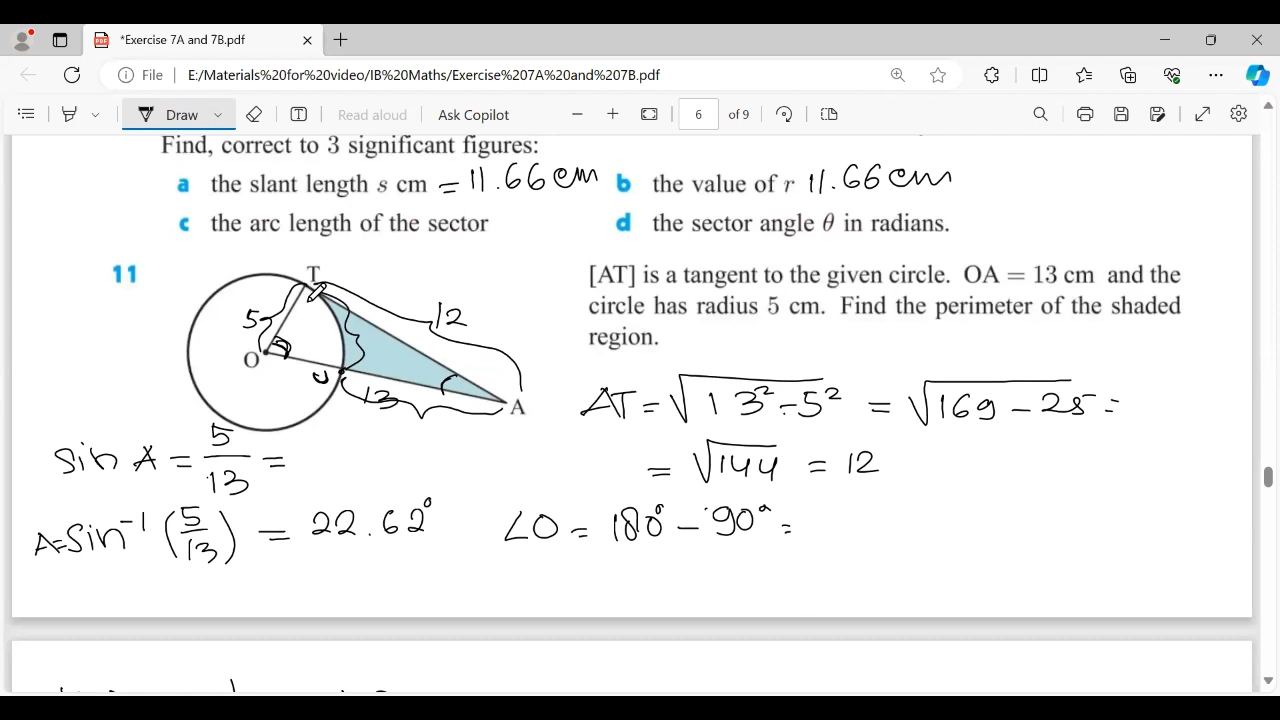 *Exercise 7A and 7B.pdf
File E:/Materials%20for%20video/IB%20Maths/Exercise%207A%20and%207B.pdf
Draw Read aloud Ask Copilot 6 of 9
Find, correct to 3 significant figures:
a the slant length s cm = 11.66 cm b the value of r 11.66 cm
c the arc length of the sector d the sector angle θ in radians.
11
T
5
12
O
U
13
A
[AT] is a tangent to the given circle. OA = 13 cm and the
circle has radius 5 cm. Find the perimeter of the shaded
region.
AT = √13² - 5² = √169 - 25 =
= √144 = 12
sin A = 5/13 =
A = sin⁻¹ (5/13) = 22.62° ∠O = 180° - 90° =